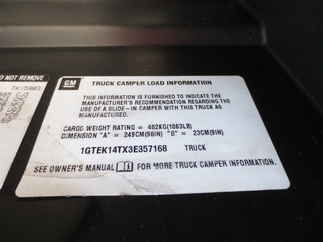 DO NOT REMOVE
GM TRUCK CAMPER LOAD INFORMATION
THIS INFORMATION IS FURNISHED TO INDICATE THE
MANUFACTURER'S RECOMMENDATION REGARDING THE
USE OF A SLIDE-IN CAMPER WITH THIS TRUCK AS
MANUFACTURED.
CARGO WEIGHT RATING = 482KG(1063LB)
DIMENSION "A" = 249CM(98IN) "B" = 23CM(9IN)
1GTEK14TX3E357168 TRUCK
SEE OWNER'S MANUAL FOR MORE TRUCK CAMPER INFORMATION.